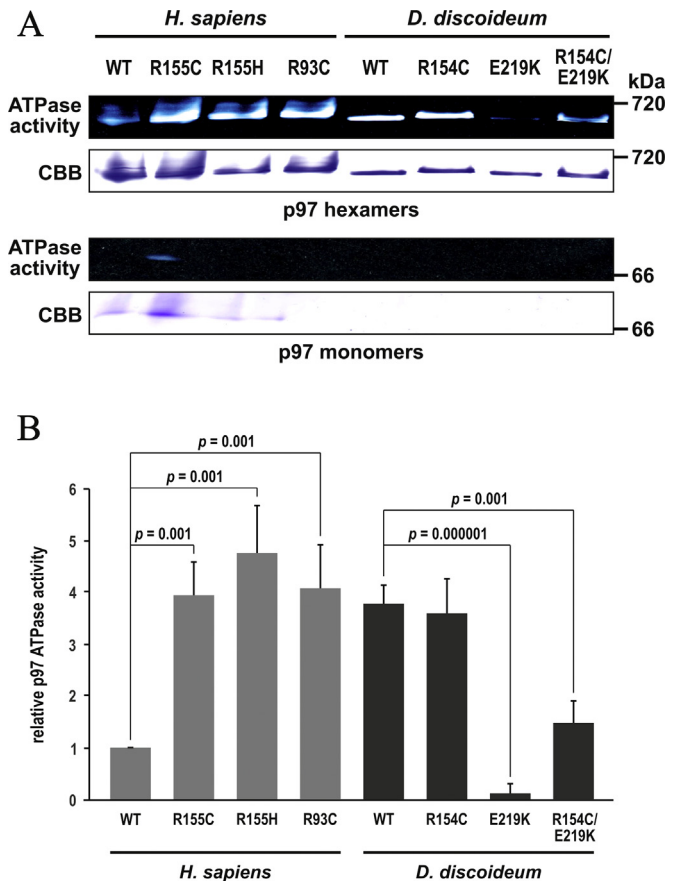 A
H. sapiens D. discoideum
WT R155C R155H R93C WT R154C E219K R154C/
E219K
kDa
ATPase
activity
720
CBB
720
p97 hexamers
ATPase
activity
66
CBB
66
p97 monomers
B
p = 0.001
p = 0.001
p = 0.001
p = 0.001
p = 0.000001
relative p97 ATPase activity
6
5
4
3
2
1
0
WT R155C R155H R93C WT R154C E219K R154C/
E219K
H. sapiens D. discoideum